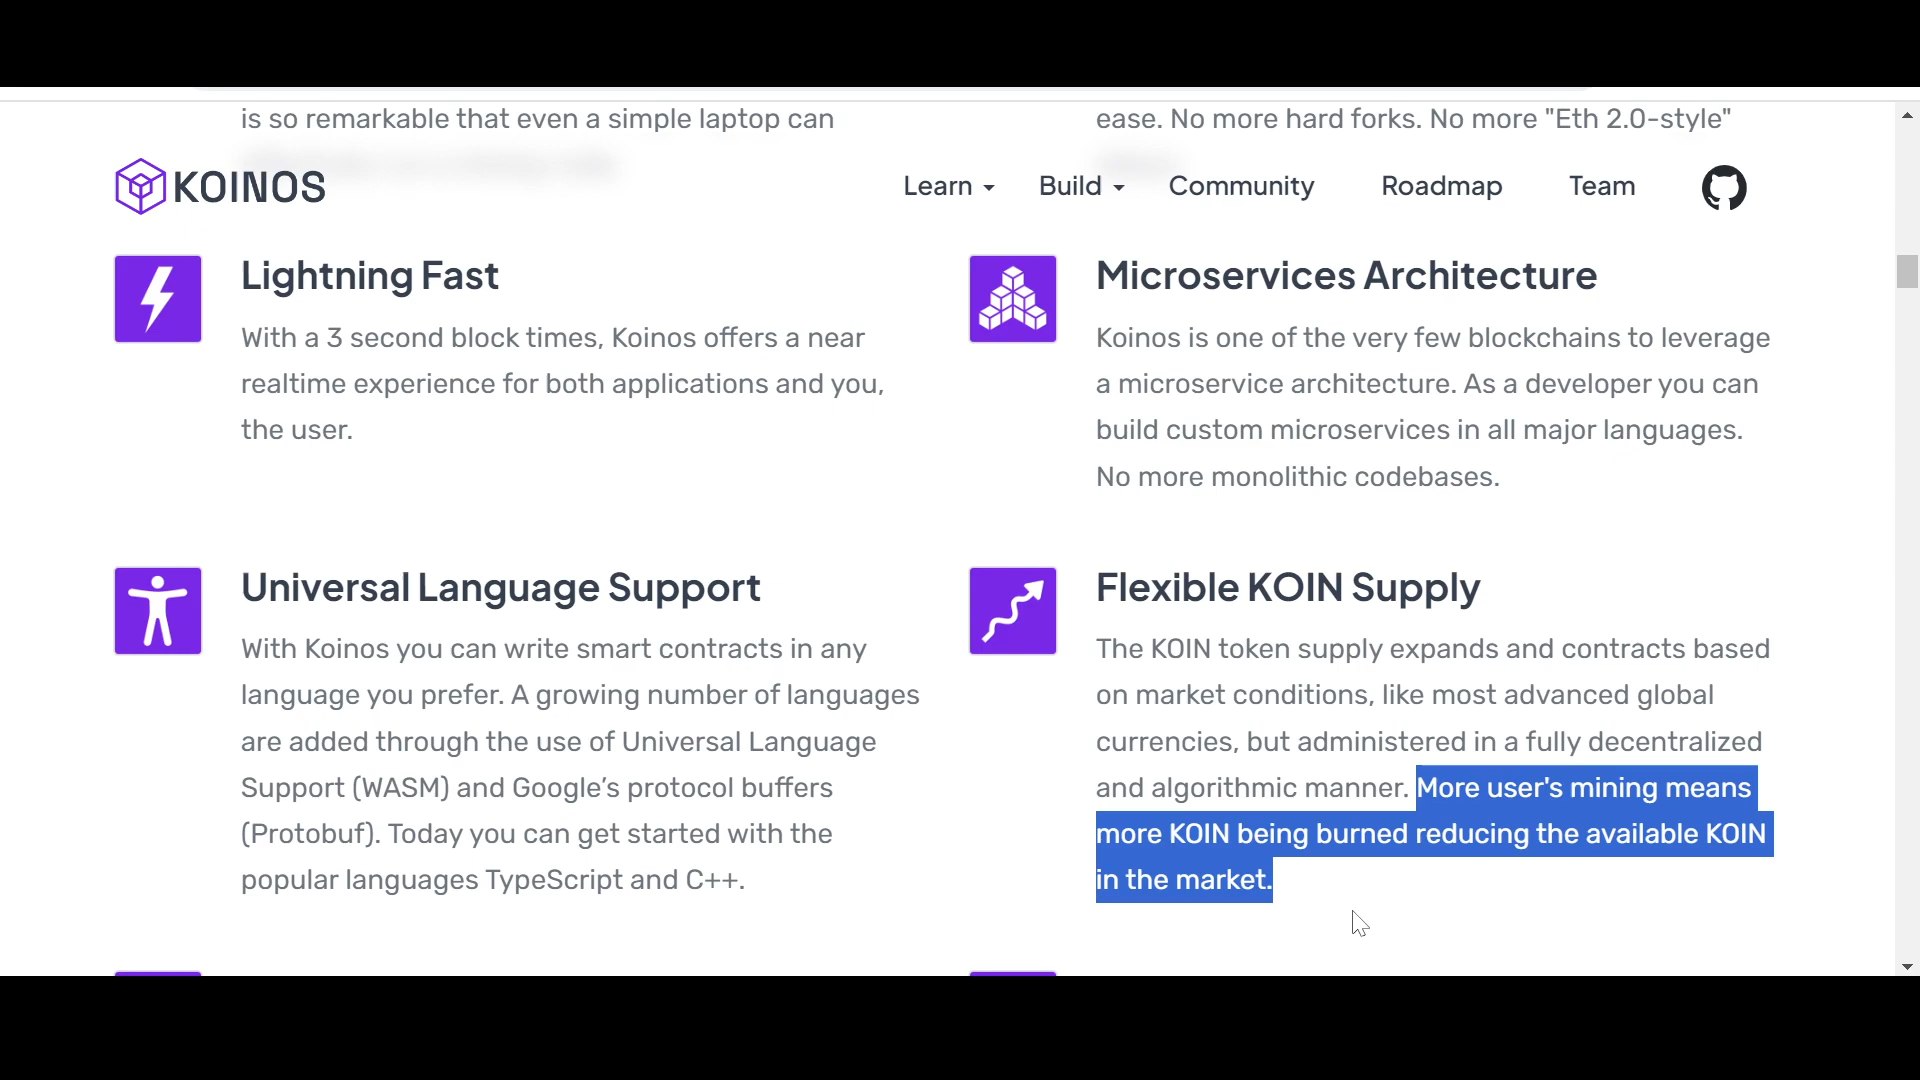 is so remarkable that even a simple laptop can
ease. No more hard forks. No more "Eth 2.0-style"
KOINOS
Learn
Build
Community
Roadmap
Team
Lightning Fast
With a 3 second block times, Koinos offers a near
realtime experience for both applications and you,
the user.
Microservices Architecture
Koinos is one of the very few blockchains to leverage
a microservice architecture. As a developer you can
build custom microservices in all major languages.
No more monolithic codebases.
Universal Language Support
With Koinos you can write smart contracts in any
language you prefer. A growing number of languages
are added through the use of Universal Language
Support (WASM) and Google’s protocol buffers
(Protobuf). Today you can get started with the
popular languages TypeScript and C++.
Flexible KOIN Supply
The KOIN token supply expands and contracts based
on market conditions, like most advanced global
currencies, but administered in a fully decentralized
and algorithmic manner. More user's mining means
more KOIN being burned reducing the available KOIN
in the market.